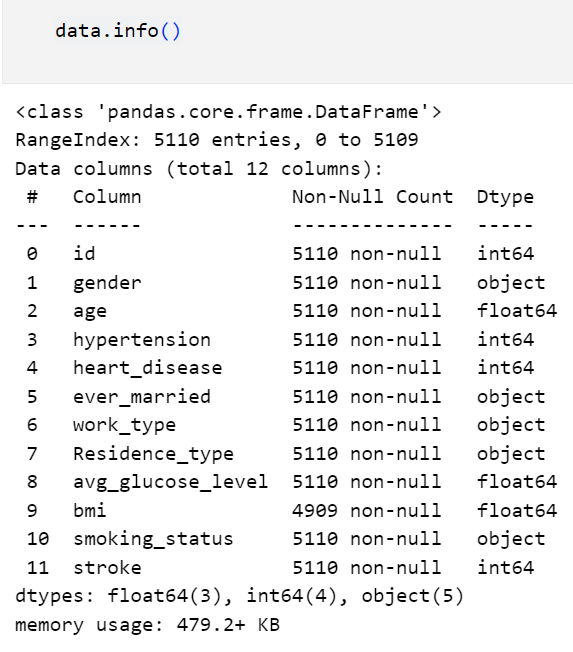 data.info()
<class 'pandas.core.frame.DataFrame'>
RangeIndex: 5110 entries, 0 to 5109
Data columns (total 12 columns):
 #   Column             Non-Null Count  Dtype
---  ------             --------------  -----
 0   id                 5110 non-null   int64
 1   gender             5110 non-null   object
 2   age                5110 non-null   float64
 3   hypertension       5110 non-null   int64
 4   heart_disease      5110 non-null   int64
 5   ever_married       5110 non-null   object
 6   work_type          5110 non-null   object
 7   Residence_type     5110 non-null   object
 8   avg_glucose_level  5110 non-null   float64
 9   bmi                4909 non-null   float64
 10  smoking_status     5110 non-null   object
 11  stroke             5110 non-null   int64
dtypes: float64(3), int64(4), object(5)
memory usage: 479.2+ KB